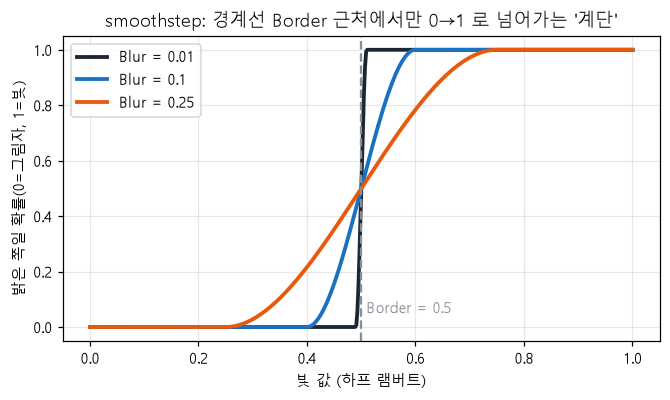 smoothstep: 경계선 Border 근처에서만 0→1 로 넘어가는 '계단'
밝은 쪽일 확률(0=그림자, 1=빛)
1.0
0.8
0.6
0.4
0.2
0.0
Blur = 0.01
Blur = 0.1
Blur = 0.25
Border = 0.5
0.0 0.2 0.4 0.6 0.8 1.0
빛 값 (하프 램버트)